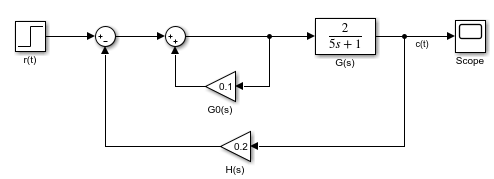 r(t)
+
−
+
+
2
5s + 1
G(s)
c(t)
Scope
0.1
G0(s)
0.2
H(s)